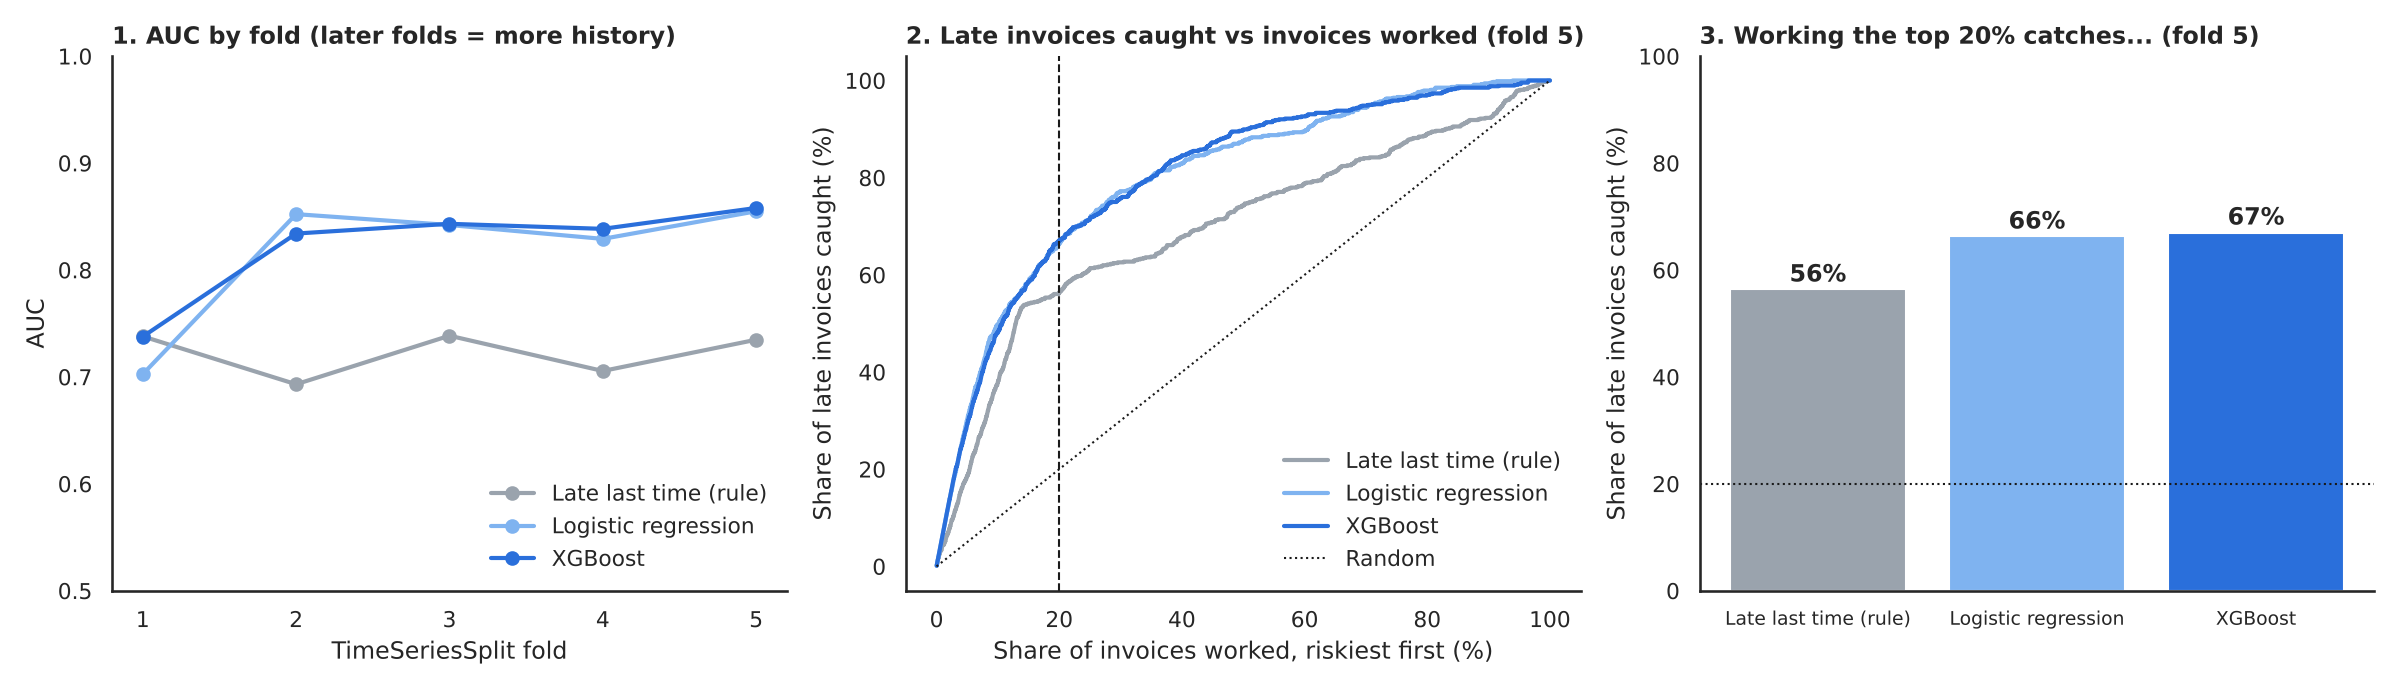 1. AUC by fold (later folds = more history)
1.0
0.9
0.8
0.7
0.6
0.5
AUC
1 2 3 4 5
TimeSeriesSplit fold
Late last time (rule)
Logistic regression
XGBoost
2. Late invoices caught vs invoices worked (fold 5)
100
80
60
40
20
0
Share of late invoices caught (%)
0 20 40 60 80 100
Share of invoices worked, riskiest first (%)
Late last time (rule)
Logistic regression
XGBoost
Random
3. Working the top 20% catches... (fold 5)
100
80
60
40
20
0
Share of late invoices caught (%)
56%
66%
67%
Late last time (rule) Logistic regression XGBoost